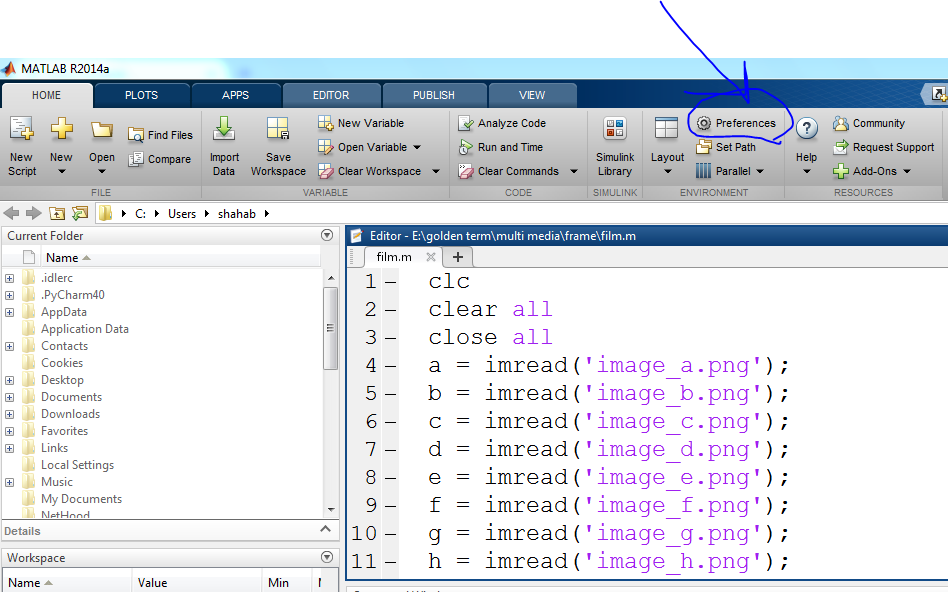 MATLAB R2014a
HOME PLOTS APPS EDITOR PUBLISH VIEW
New Script
New
Open
Find Files
Compare
FILE
Import Data
Save Workspace
New Variable
Open Variable
Clear Workspace
VARIABLE
Analyze Code
Run and Time
Clear Commands
CODE
Simulink Library
SIMULINK
Layout
Preferences
Set Path
Parallel
ENVIRONMENT
Help
Community
Request Support
Add-Ons
RESOURCES
C: Users shahab
Current Folder
Name
.idlerc
.PyCharm40
AppData
Application Data
Contacts
Cookies
Desktop
Documents
Downloads
Favorites
Links
Local Settings
Music
My Documents
NetHood
Details
Workspace
Name Value Min
Editor - E:\golden term\multi media\frame\film.m
film.m
1 - clc
2 - clear all
3 - close all
4 - a = imread('image_a.png');
5 - b = imread('image_b.png');
6 - c = imread('image_c.png');
7 - d = imread('image_d.png');
8 - e = imread('image_e.png');
9 - f = imread('image_f.png');
10 - g = imread('image_g.png');
11 - h = imread('image_h.png');